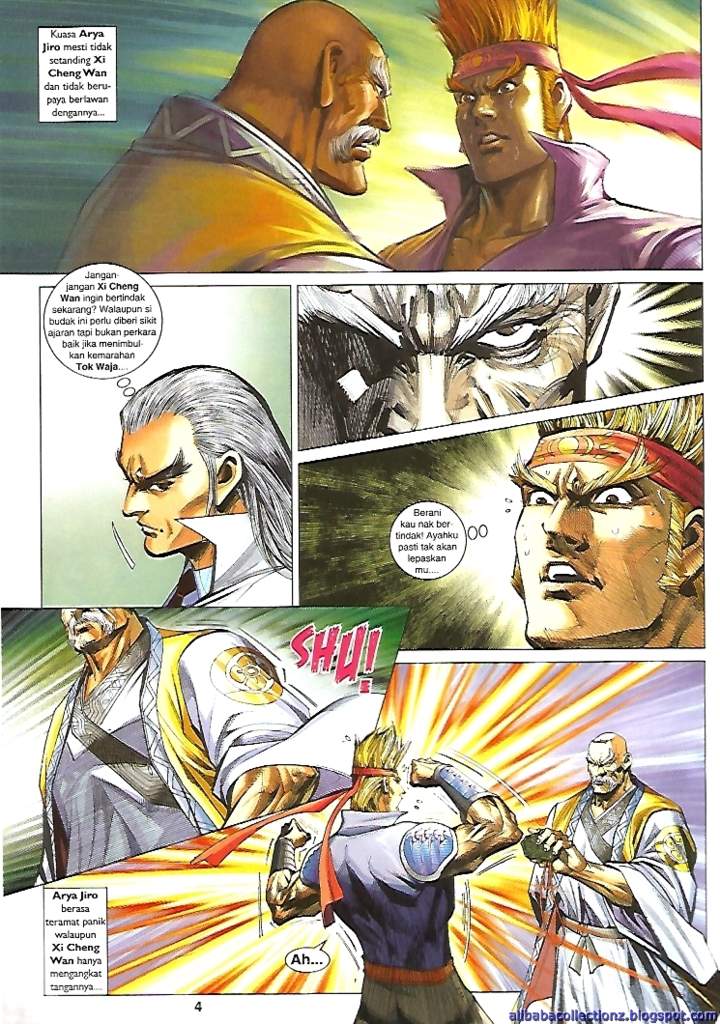 Kuasa Arya
Jiro mesti tidak
setanding Xi
Cheng Wan
dan tidak beru-
paya berlawan
dengannya...
Jangan-
jangan Xi Cheng
Wan ingin bertindak
sekarang? Walaupun si
budak ini perlu diberi sikit
ajaran tapi bukan perkara
baik jika menimbul-
kan kemarahan
Tok Waja....
Berani
kau nak ber-
tindak! Ayahku
pasti tak akan
lepaskan
mu....
SHU!
Arya Jiro
berasa
teramat panik
walaupun
Xi Cheng
Wan hanya
mengangkat
tangannya....
Ah...
4
alibabacollectionz.blogspot.com